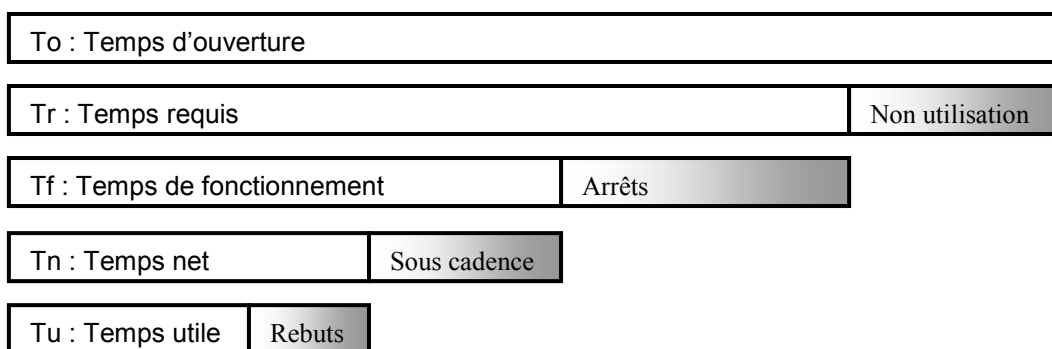 To : Temps d’ouverture
Tr : Temps requis Non utilisation
Tf : Temps de fonctionnement Arrêts
Tn : Temps net Sous cadence
Tu : Temps utile Rebuts